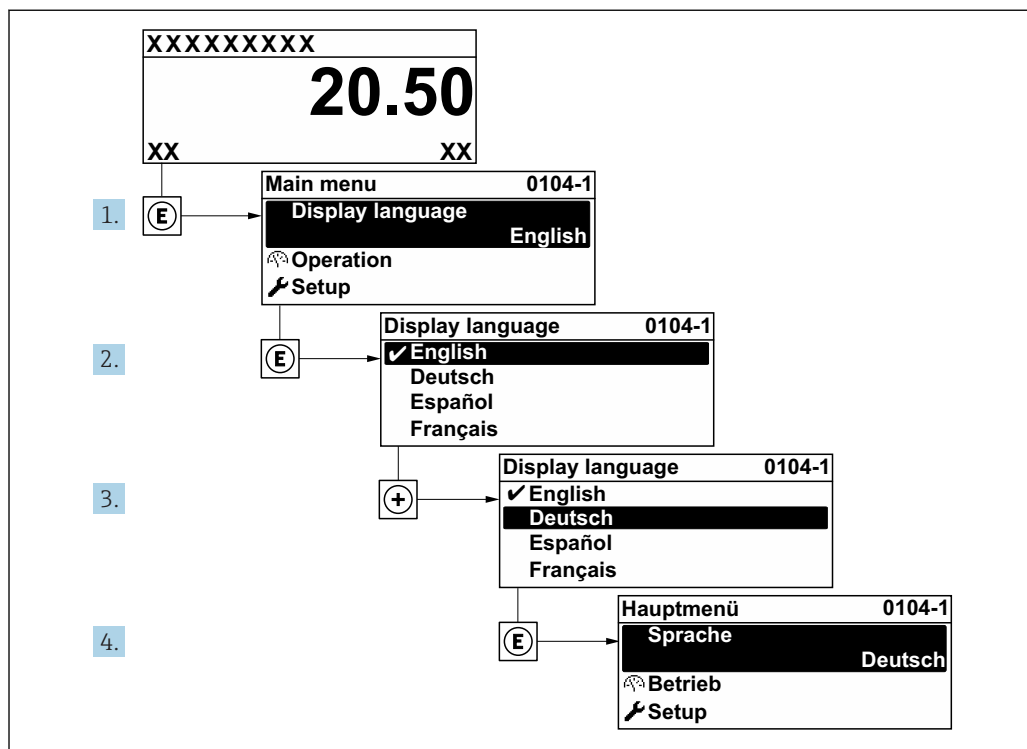 XXXXXXXXX
20.50
XX XX
1. E
Main menu 0104-1
Display language
English
Operation
Setup
2. E
Display language 0104-1
✔English
Deutsch
Español
Français
3. +
Display language 0104-1
✔English
Deutsch
Español
Français
4. E
Hauptmenü 0104-1
Sprache
Deutsch
Betrieb
Setup